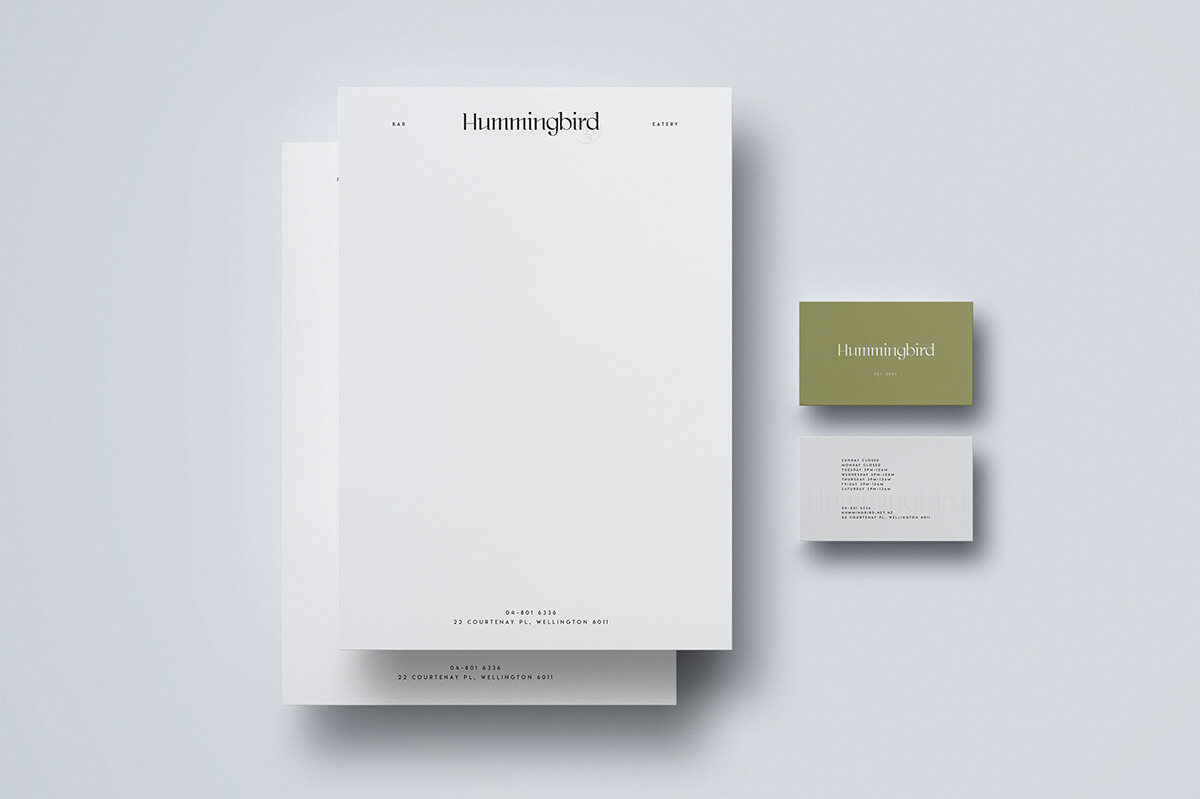 BAR
Hummingbird
EATERY
04-801 6336
22 COURTENAY PL, WELLINGTON 6011
04-801 6336
22 COURTENAY PL, WELLINGTON 6011
Hummingbird
EST.
SUNDAY CLOSED
MONDAY CLOSED
TUESDAY 3PM-12AM
WEDNESDAY 3PM-12AM
THURSDAY 3PM-12AM
FRIDAY 3PM-12AM
SATURDAY 3PM-12AM
Hummingbird
04-801 6336
HUMMINGBIRD.NET.NZ
22 COURTENAY PL, WELLINGTON 6011